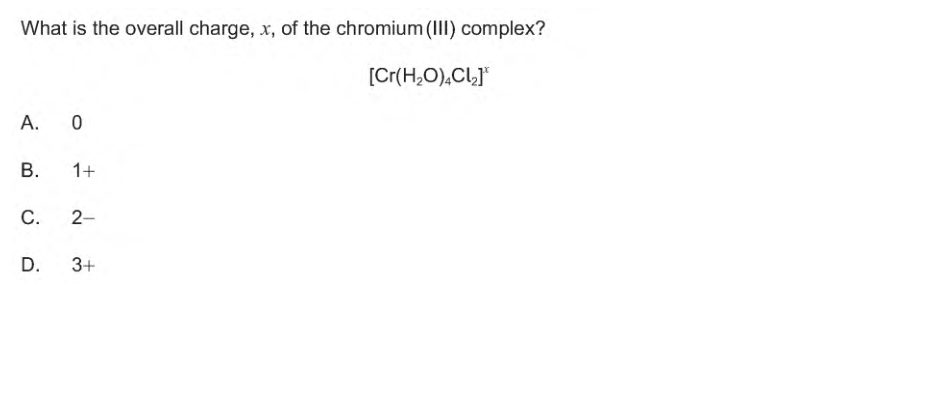 What is the overall charge, x, of the chromium (III) complex?
[Cr(H₂O)₄Cl₂]ˣ
A. 0
B. 1+
C. 2–
D. 3+